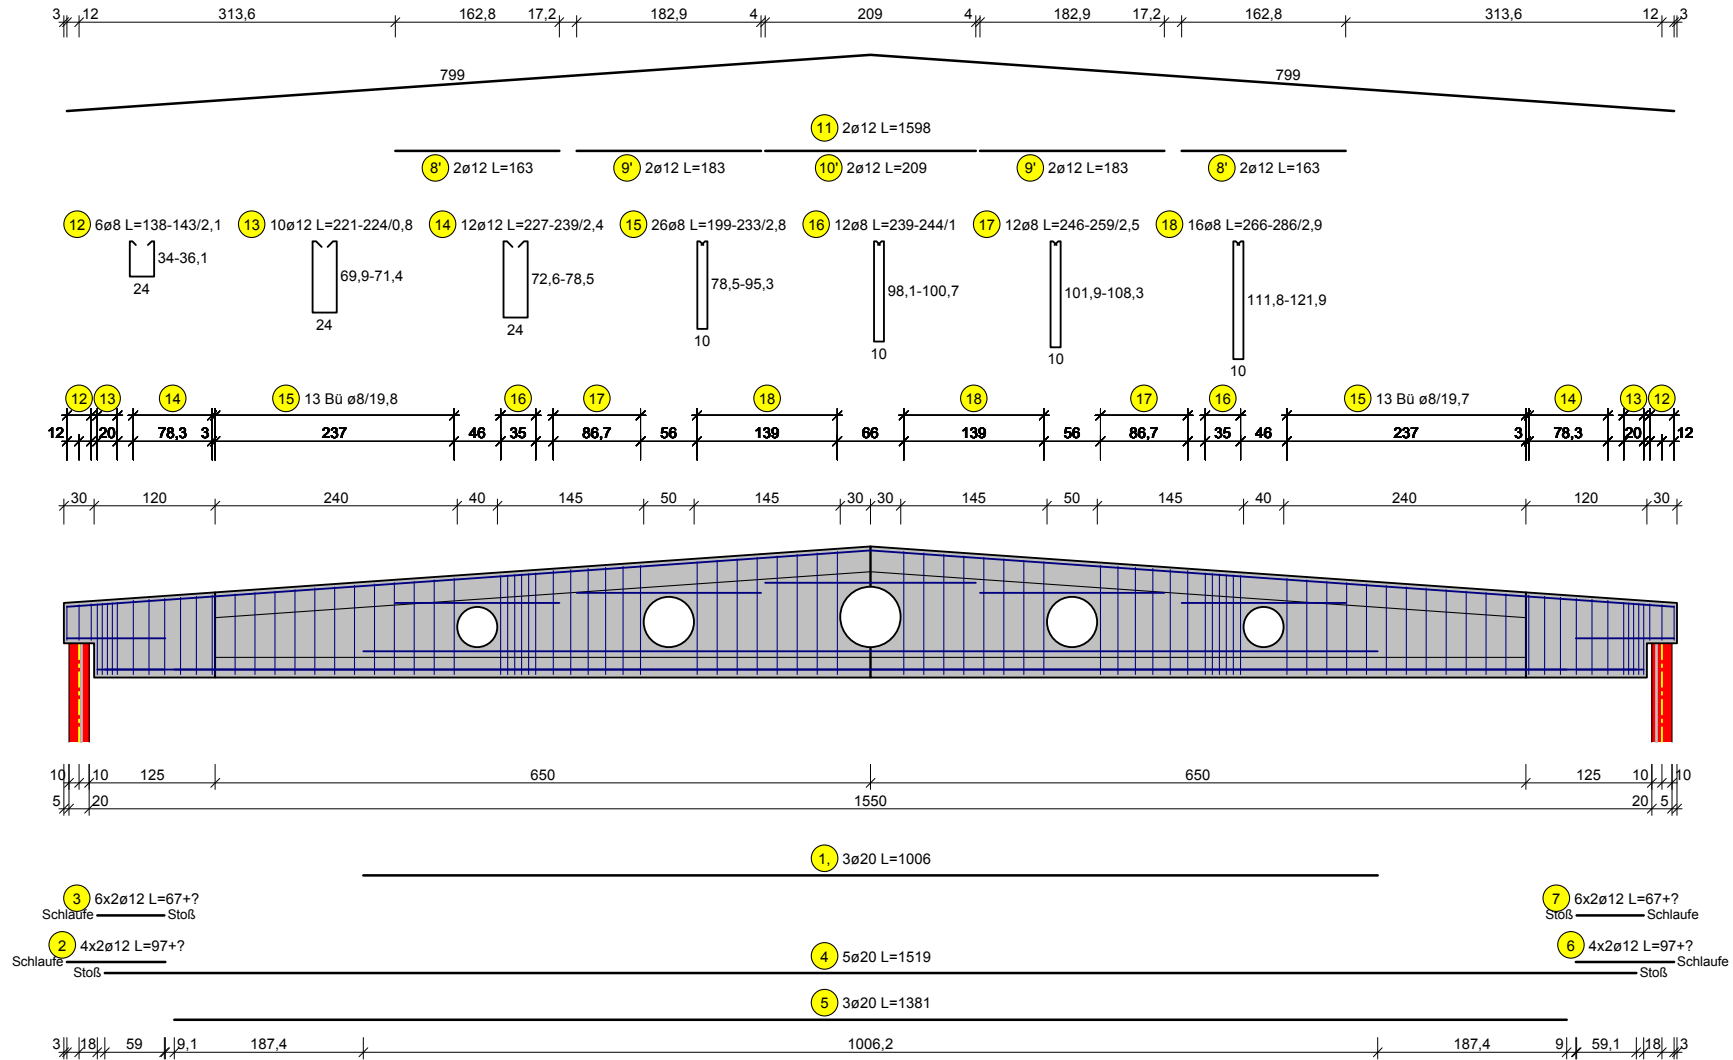 3 12 313,6 162,8 17,2 182,9 4 209 4 182,9 17,2 162,8 313,6 12 3
799 799
11 2ø12 L=1598
8' 2ø12 L=163 9' 2ø12 L=183 10' 2ø12 L=209 9' 2ø12 L=183 8' 2ø12 L=163
12 6ø8 L=138-143/2,1 13 10ø12 L=221-224/0,8 14 12ø12 L=227-239/2,4 15 26ø8 L=199-233/2,8 16 12ø8 L=239-244/1 17 12ø8 L=246-259/2,5 18 16ø8 L=266-286/2,9
34-36,1 69,9-71,4 72,6-78,5 78,5-95,3 98,1-100,7 101,9-108,3 111,8-121,9
24 24 24 10 10 10 10
12 13 14 15 13 Bü ø8/19,8 16 17 18 18 17 16 15 13 Bü ø8/19,7 14 13 12
12 20 78,3 3 237 46 35 86,7 56 139 66 139 56 86,7 35 46 237 3 78,3 20 12
30 120 240 40 145 50 145 30 30 145 50 145 40 240 120 30
10 10 125 650 650 125 10 10
5 20 1550 20 5
1, 3ø20 L=1006
3 6x2ø12 L=67+? 7 6x2ø12 L=67+?
Schlaufe Stoß Stoß Schlaufe
2 4x2ø12 L=97+? 4 5ø20 L=1519 6 4x2ø12 L=97+?
Schlaufe Schlaufe
Stoß Stoß
5 3ø20 L=1381
3 18 59 9,1 187,4 1006,2 187,4 9 59,1 18 3